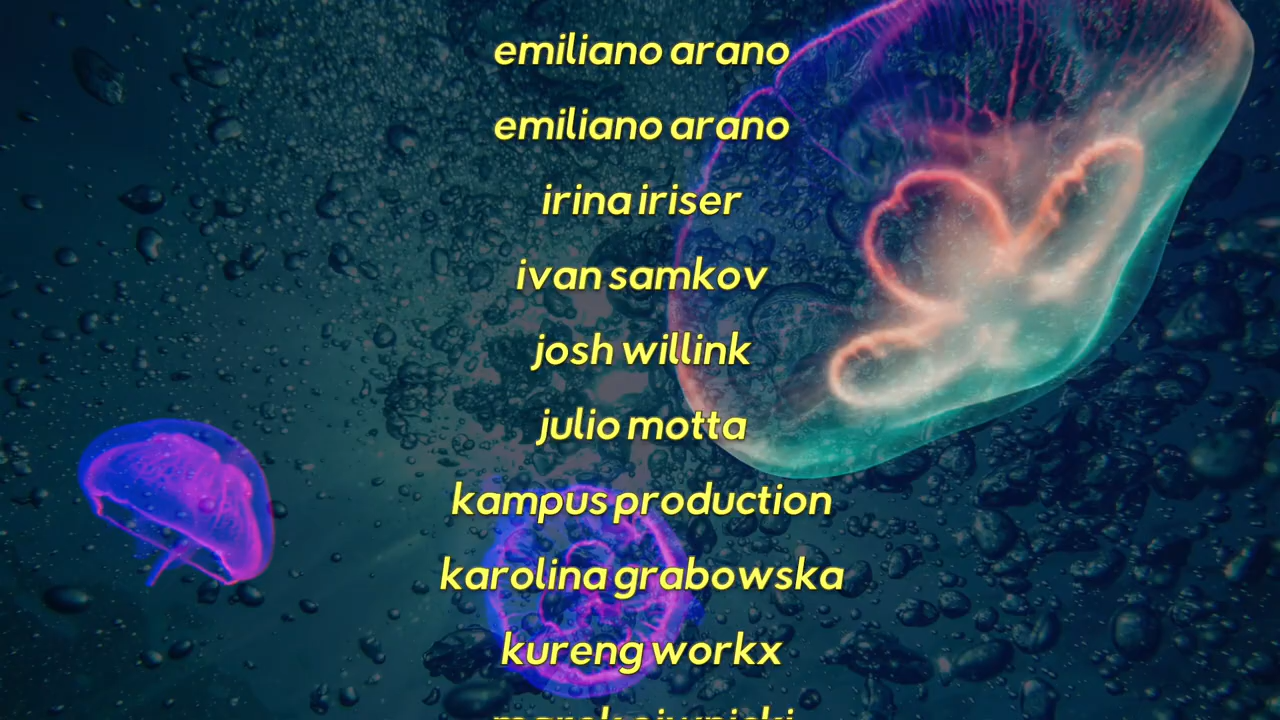 emiliano arano
emiliano arano
irina iriser
ivan samkov
josh willink
julio motta
kampus production
karolina grabowska
kureng workx